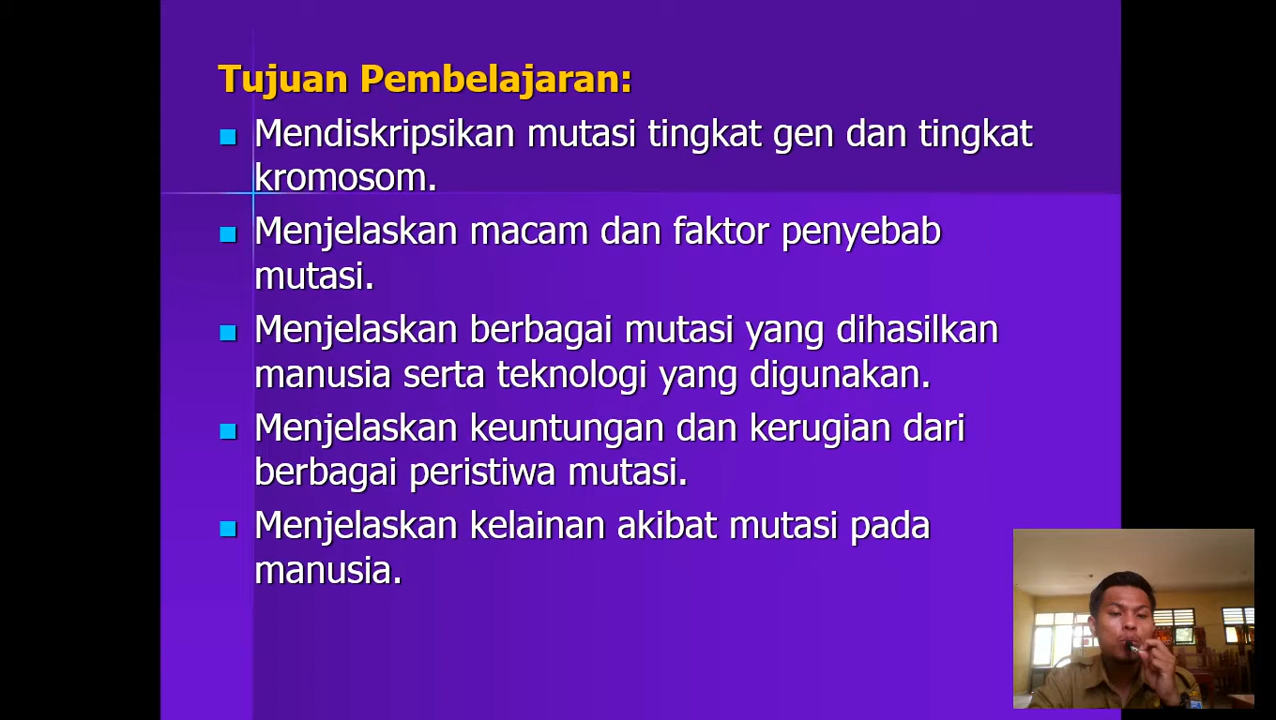 Tujuan Pembelajaran:
Mendiskripsikan mutasi tingkat gen dan tingkat
kromosom.
Menjelaskan macam dan faktor penyebab
mutasi.
Menjelaskan berbagai mutasi yang dihasilkan
manusia serta teknologi yang digunakan.
Menjelaskan keuntungan dan kerugian dari
berbagai peristiwa mutasi.
Menjelaskan kelainan akibat mutasi pada
manusia.